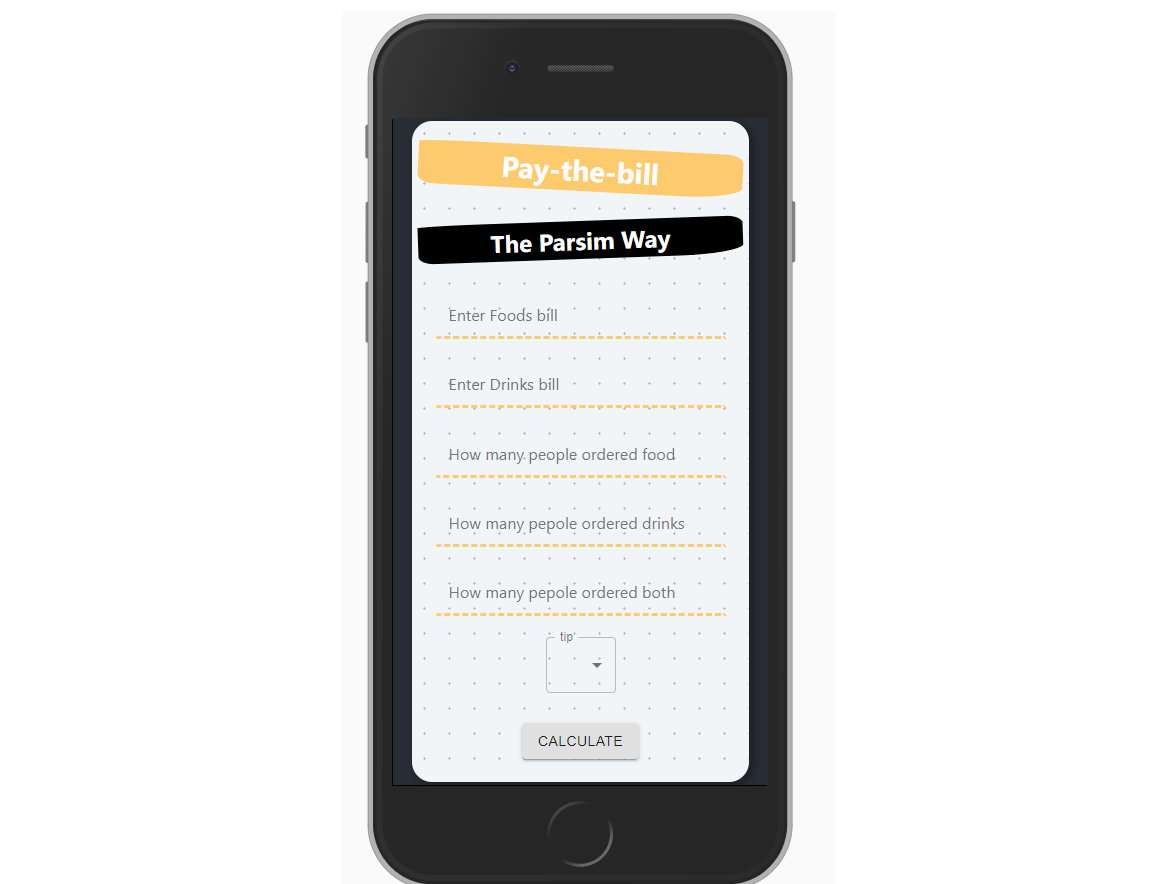 Pay-the-bill
The Parsim Way
Enter Foods bill
Enter Drinks bill
How many people ordered food
How many pepole ordered drinks
How many pepole ordered both
tip
CALCULATE